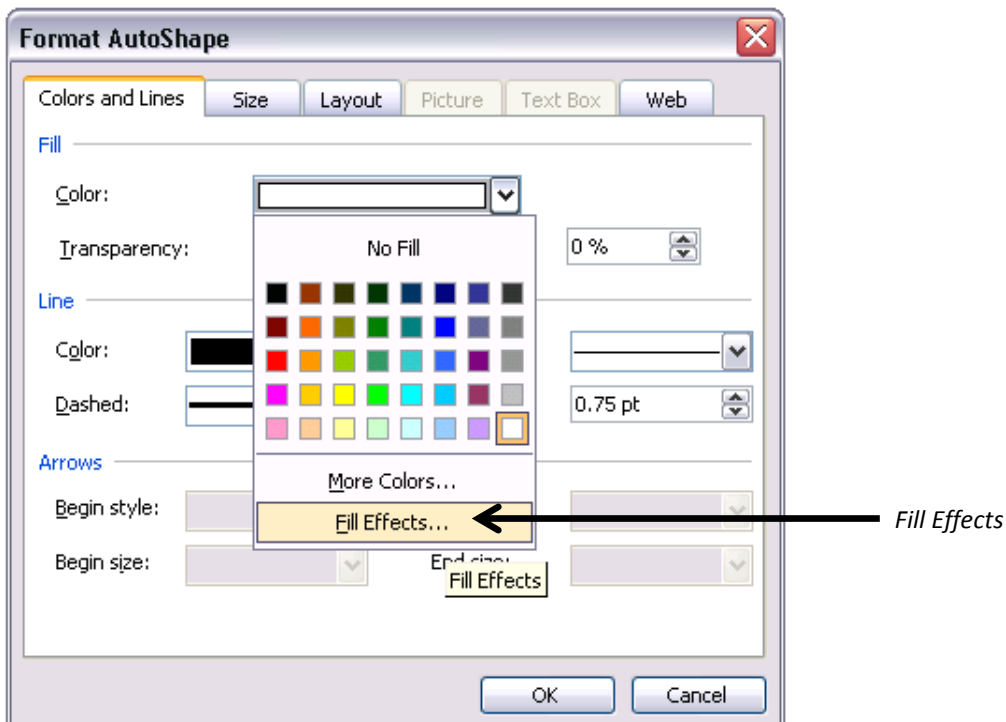 Format AutoShape
Colors and Lines Size Layout Picture Text Box Web
Fill
Color:
Transparency: 0 %
No Fill
Line
Color:
Dashed: 0.75 pt
Arrows
More Colors...
Begin style:
Fill Effects... Fill Effects
Begin size: End size:
Fill Effects
OK Cancel